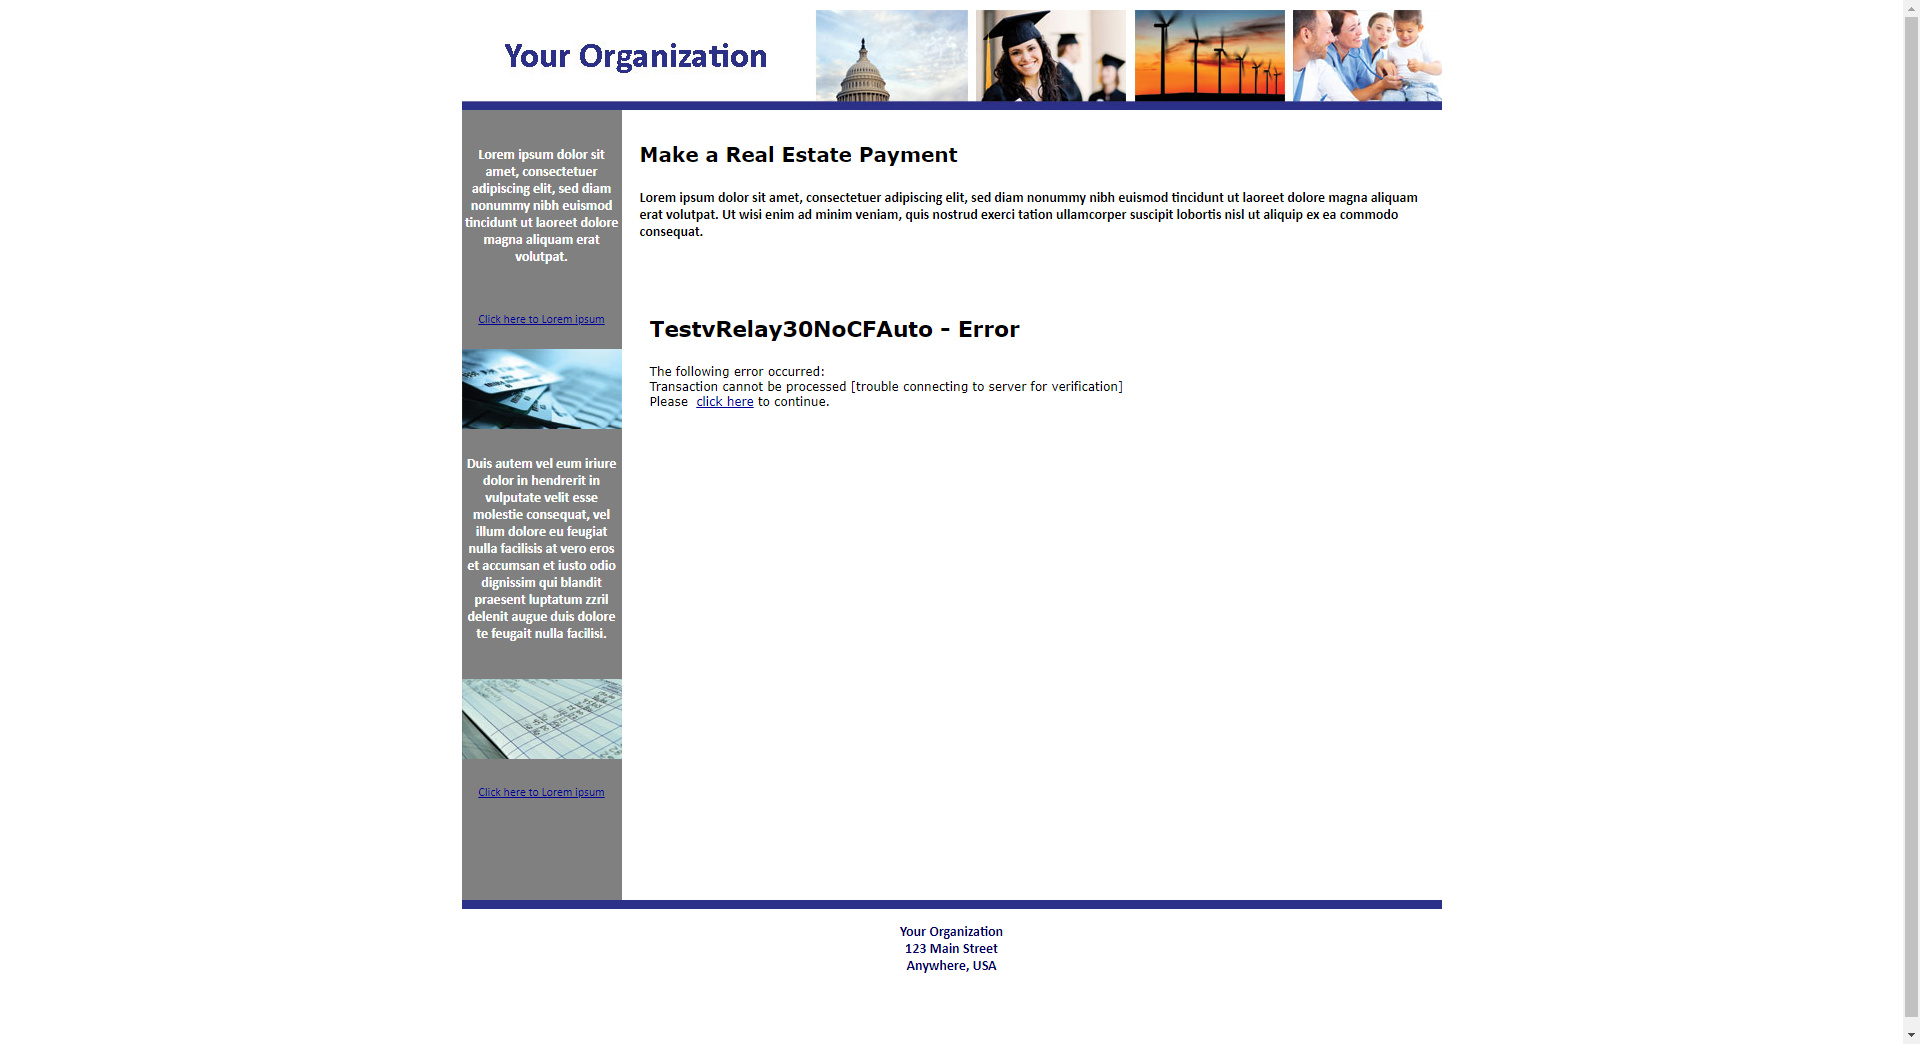 Your Organization
Lorem ipsum dolor sit
amet, consectetuer
adipiscing elit, sed diam
nonummy nibh euismod
tincidunt ut laoreet dolore
magna aliquam erat
volutpat.
Click here to Lorem ipsum
Duis autem vel eum iriure
dolor in hendrerit in
vulputate velit esse
molestie consequat, vel
illum dolore eu feugiat
nulla facilisis at vero eros
et accumsan et iusto odio
dignissim qui blandit
praesent luptatum zzril
delenit augue duis dolore
te feugait nulla facilisi.
Click here to Lorem ipsum
Make a Real Estate Payment
Lorem ipsum dolor sit amet, consectetuer adipiscing elit, sed diam nonummy nibh euismod tincidunt ut laoreet dolore magna aliquam
erat volutpat. Ut wisi enim ad minim veniam, quis nostrud exerci tation ullamcorper suscipit lobortis nisl ut aliquip ex ea commodo
consequat.
TestvRelay30NoCFAuto - Error
The following error occurred:
Transaction cannot be processed [trouble connecting to server for verification]
Please click here to continue.
Your Organization
123 Main Street
Anywhere, USA